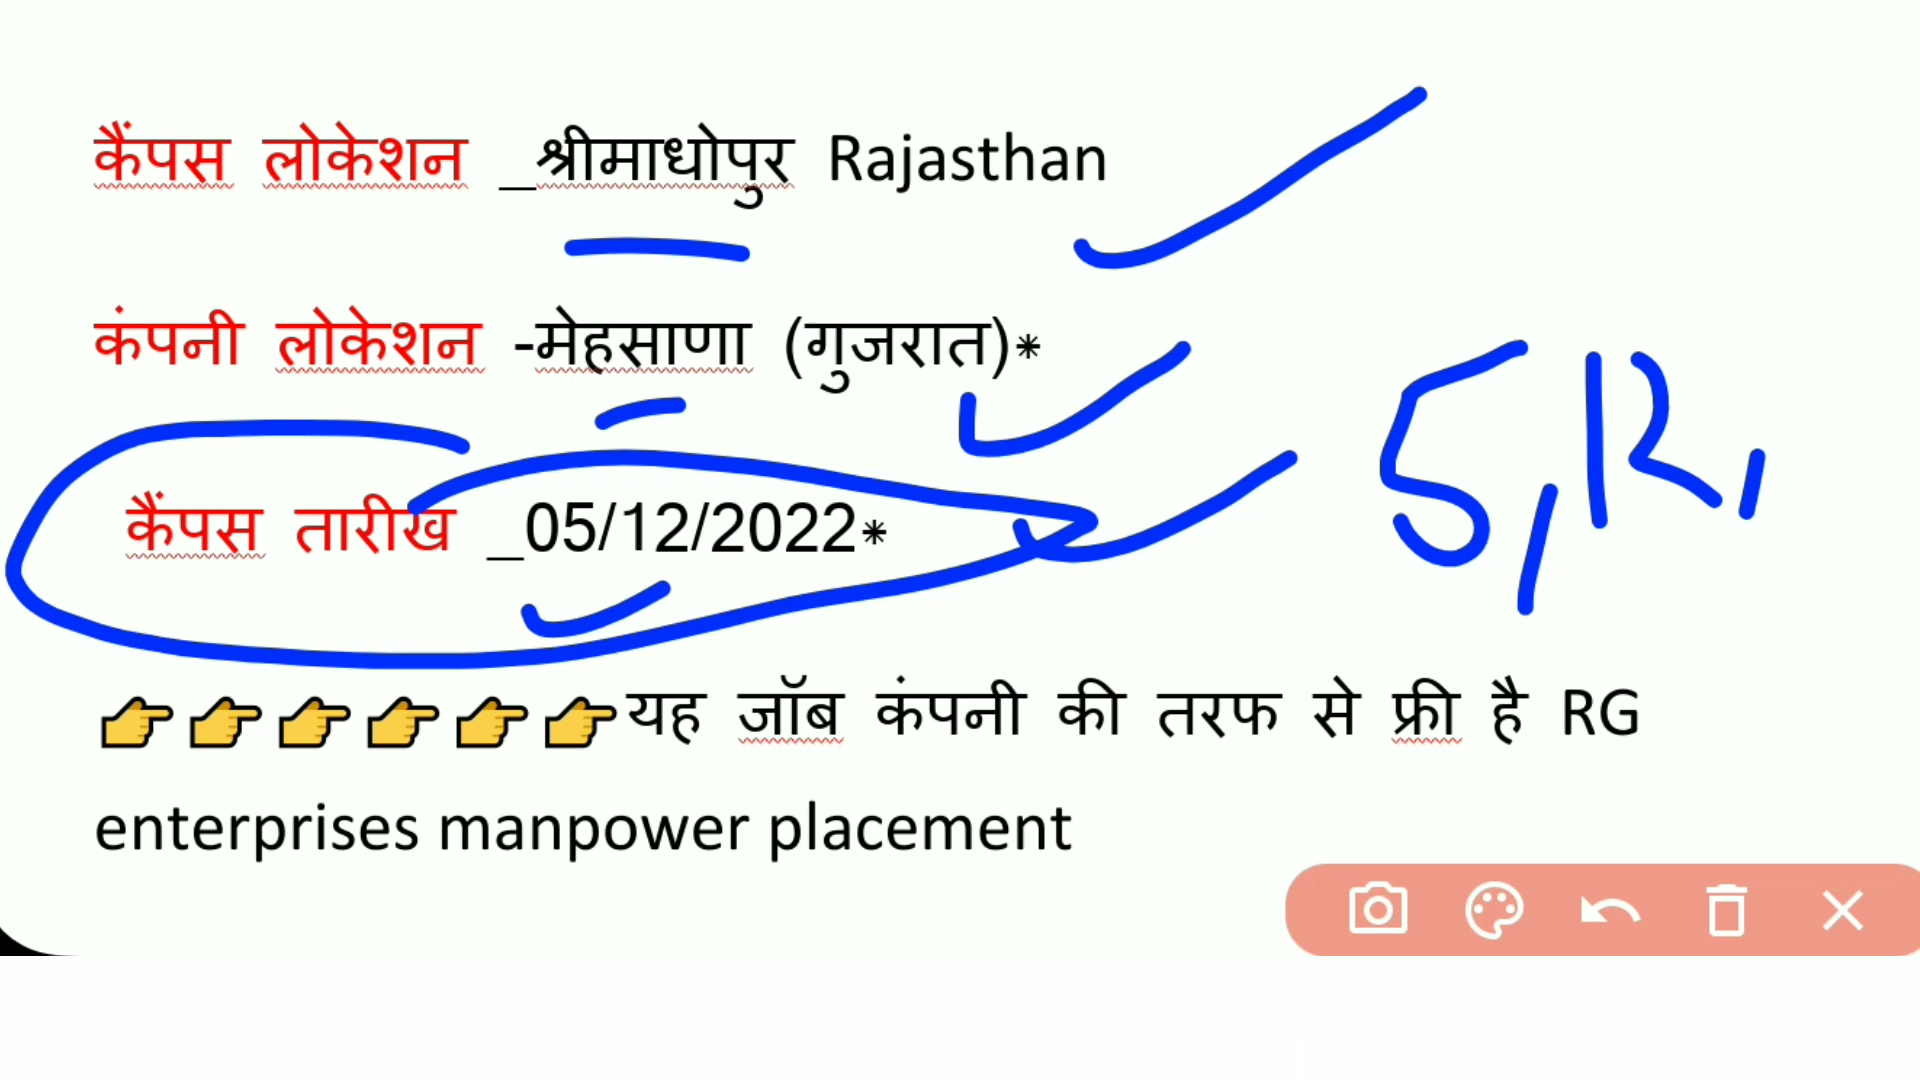 कैंपस लोकेशन _श्रीमाधोपुर Rajasthan
कंपनी लोकेशन -मेहसाणा (गुजरात)*
कैंपस तारीख _05/12/2022*
5,12,
👉👉👉👉👉👉यह जॉब कंपनी की तरफ से फ्री है RG
enterprises manpower placement